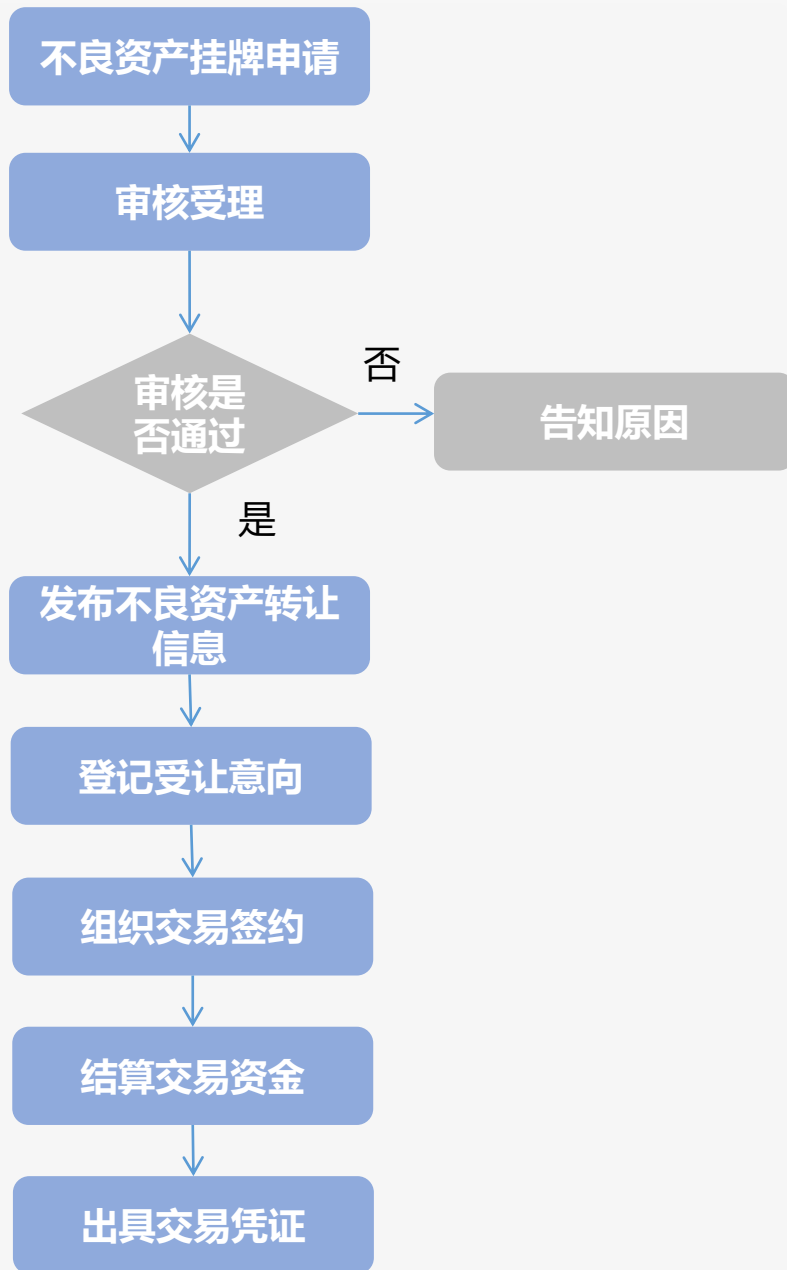 不良资产挂牌申请
审核受理
审核是
否通过
否
告知原因
是
发布不良资产转让
信息
登记受让意向
组织交易签约
结算交易资金
出具交易凭证